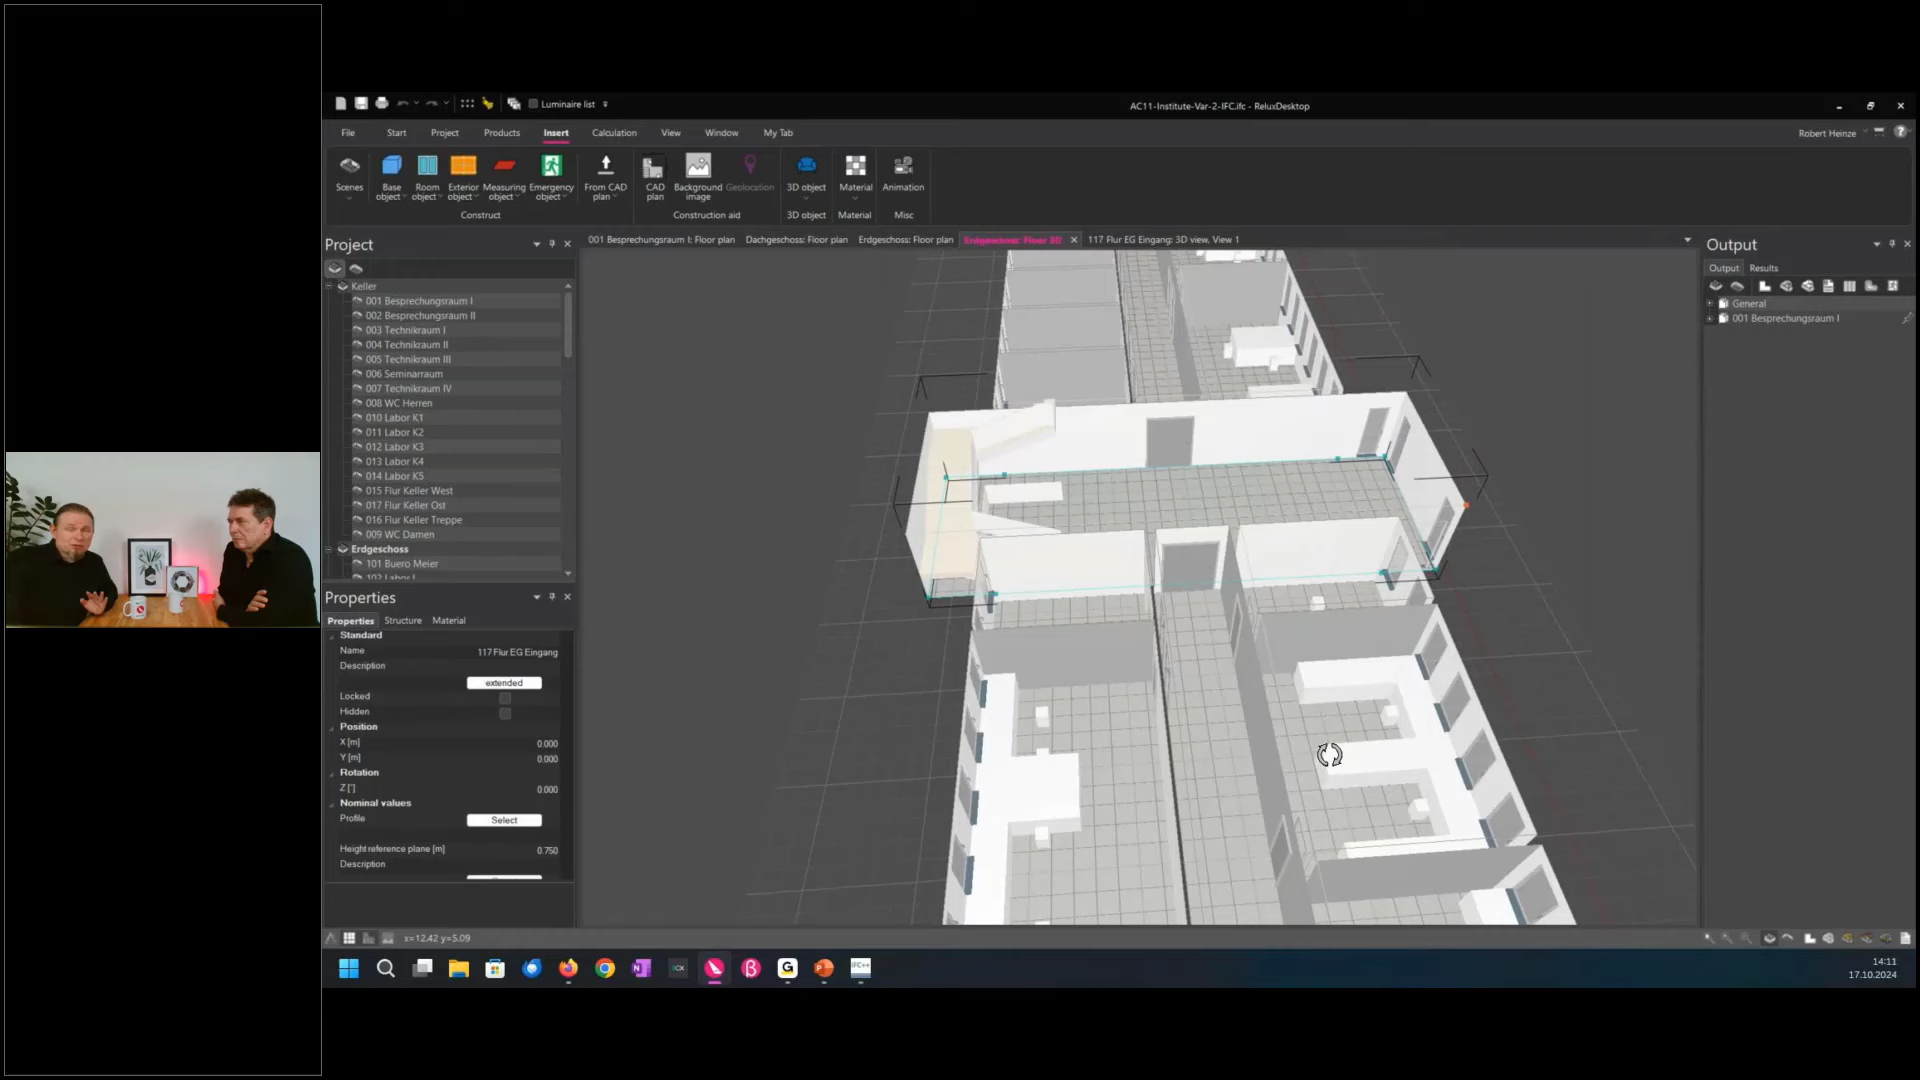 Luminaire list
AC11-Institute-Var-2-IFC.ifc - ReluxDesktop
File Start Project Products Insert Calculation View Window My Tab
Robert Heinze
Scenes
Base object
Room object
Exterior object
Measuring object
Emergency object
From CAD plan
CAD plan
Background image
Geolocation
3D object
Material
Animation
Construct
Construction aid
3D object
Material
Misc
Project
001 Besprechungsraum I: Floor plan
Dachgeschoss: Floor plan
Erdgeschoss: Floor plan
Erdgeschoss: Floor 3D
117 Flur EG Eingang: 3D view, View 1
Output
Output Results
General
001 Besprechungsraum I
Keller
001 Besprechungsraum I
002 Besprechungsraum II
003 Technikraum I
004 Technikraum II
005 Technikraum III
006 Seminarraum
007 Technikraum IV
008 WC Herren
010 Labor K1
011 Labor K2
012 Labor K3
013 Labor K4
014 Labor K5
015 Flur Keller West
017 Flur Keller Ost
016 Flur Keller Treppe
009 WC Damen
Erdgeschoss
101 Buero Meier
102 Labor I
Properties
Properties Structure Material
Standard
Name 117 Flur EG Eingang
Description
extended
Locked
Hidden
Position
X [m] 0.000
Y [m] 0.000
Rotation
Z [°] 0.000
Nominal values
Profile Select
Height reference plane [m] 0.750
Description
x=12.42 y=5.09
IFC++
14:11
17.10.2024